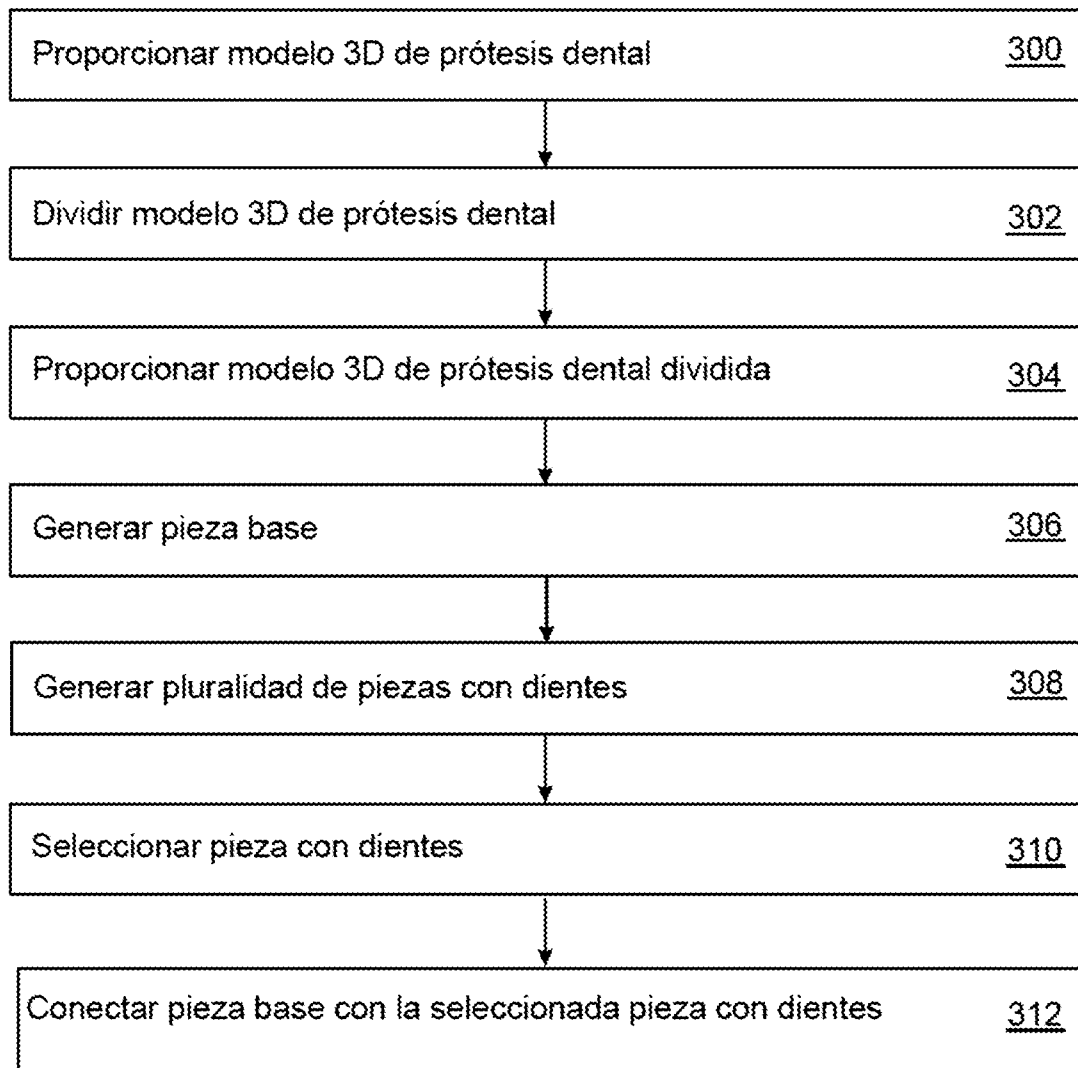 Proporcionar modelo 3D de prótesis dental 300
Dividir modelo 3D de prótesis dental 302
Proporcionar modelo 3D de prótesis dental dividida 304
Generar pieza base 306
Generar pluralidad de piezas con dientes 308
Seleccionar pieza con dientes 310
Conectar pieza base con la seleccionada pieza con dientes 312